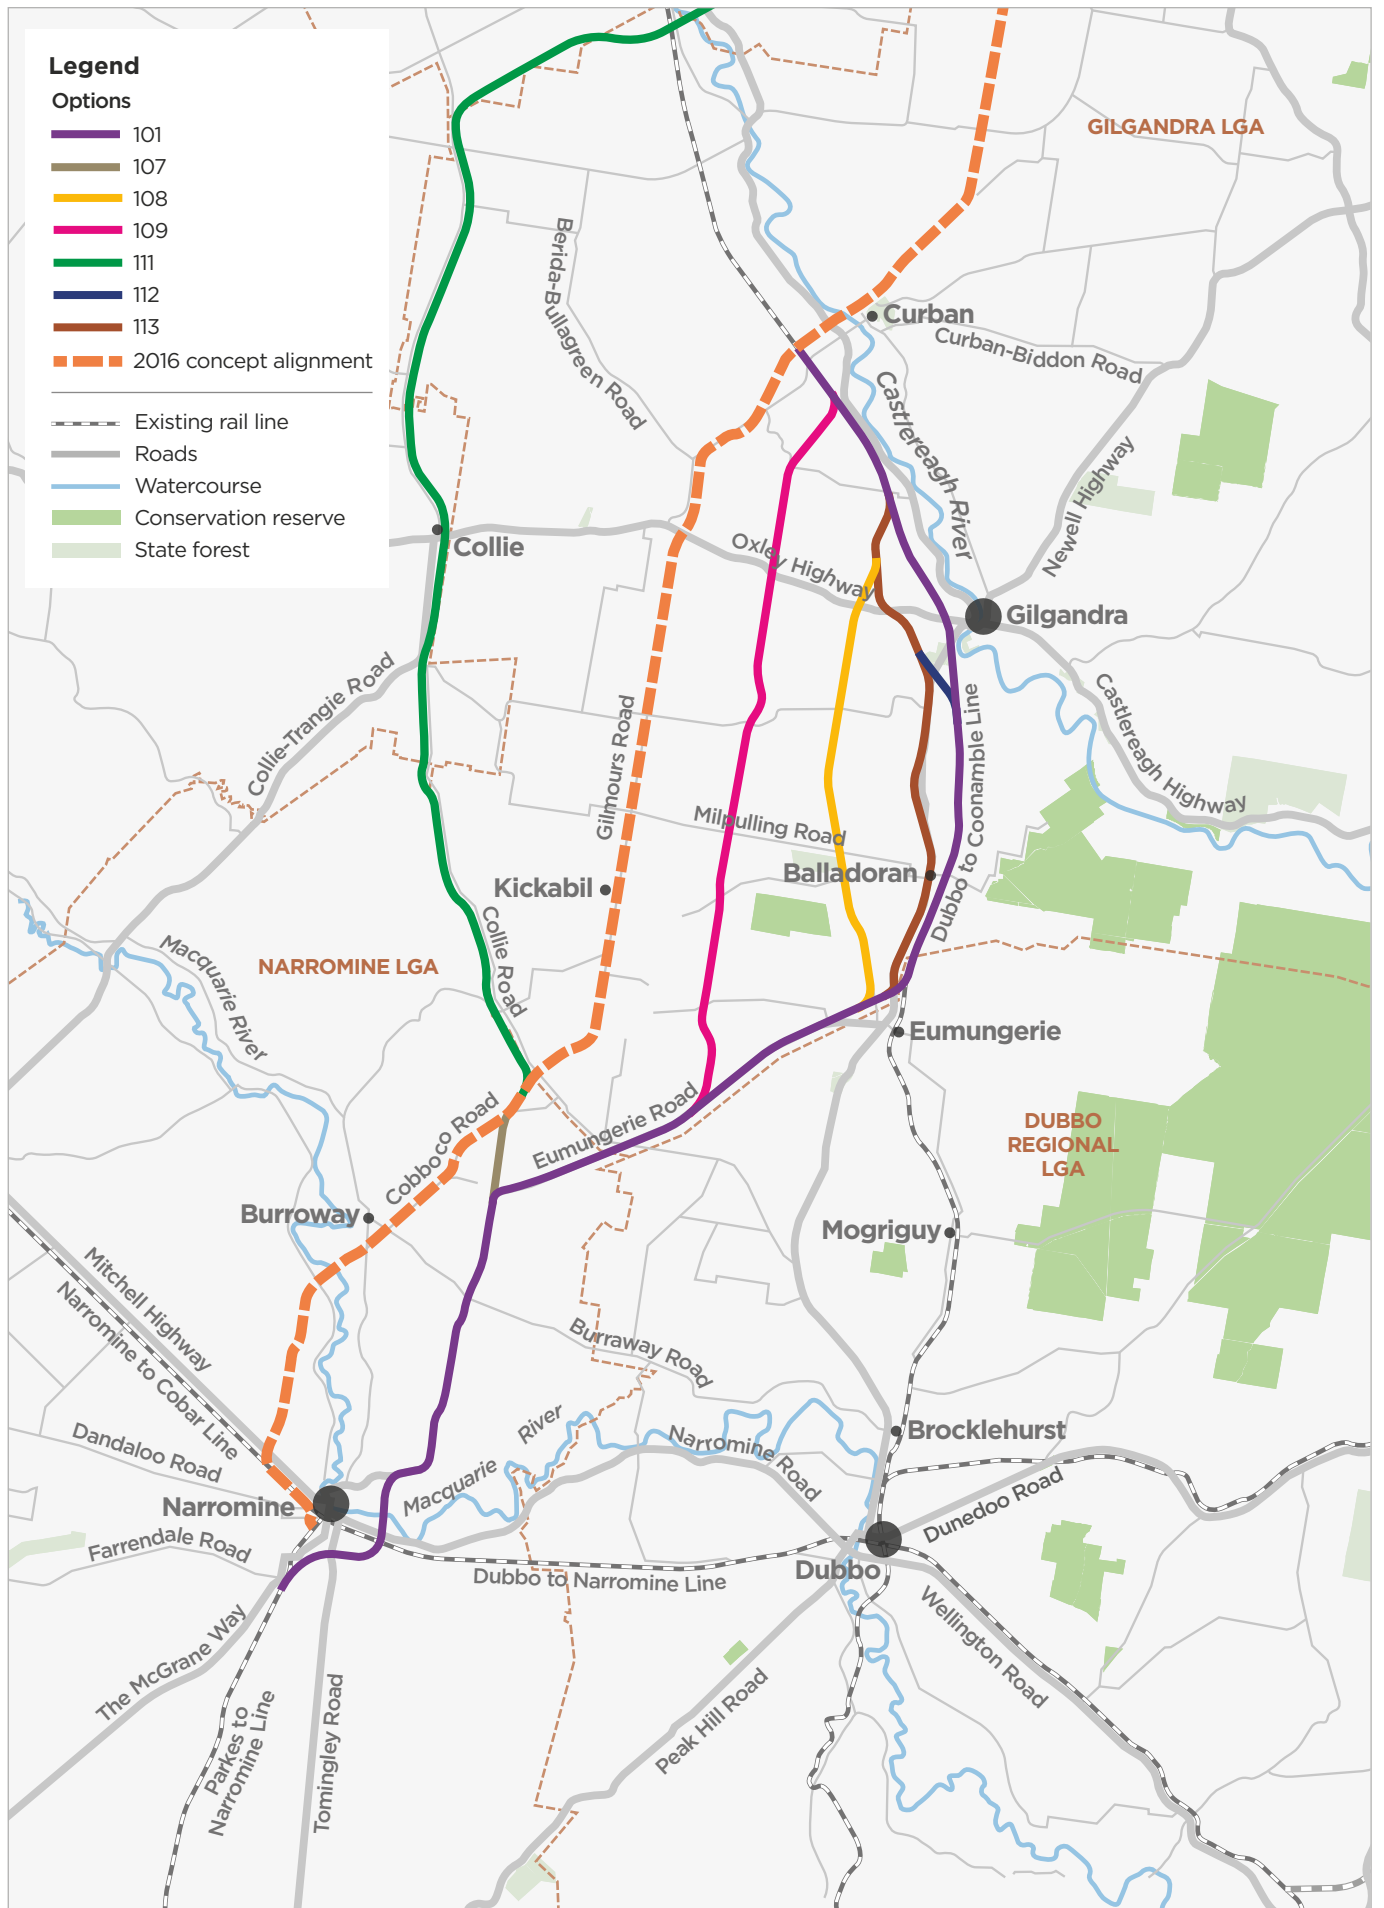 Legend
Options
101
107
108
109
111
112
113
2016 concept alignment
Existing rail line
Roads
Watercourse
Conservation reserve
State forest
GILGANDRA LGA
Berida-Bullagreen Road
Curban
Curban-Biddon Road
Castlereagh River
Newell Highway
Oxley Highway
Collie
Gilgandra
Collie-Trangie Road
Gilmours Road
Dubbo to Coonamble Line
Castlereagh Highway
Milpulling Road
Balladoran
Kickabil
Collie Road
Macquarie River
NARROMINE LGA
Eumungerie
Cobboco Road
Eumungerie Road
DUBBO
REGIONAL
LGA
Burroway
Mogriguy
Mitchell Highway
Narromine to Cobar Line
Burraway Road
Dandaloo Road
Macquarie River
Narromine Road
Brocklehurst
Narromine
Dunedoo Road
Farrendale Road
Dubbo to Narromine Line
Dubbo
Wellington Road
The McGrane Way
Parkes to
Narromine Line
Tomingley Road
Peak Hill Road